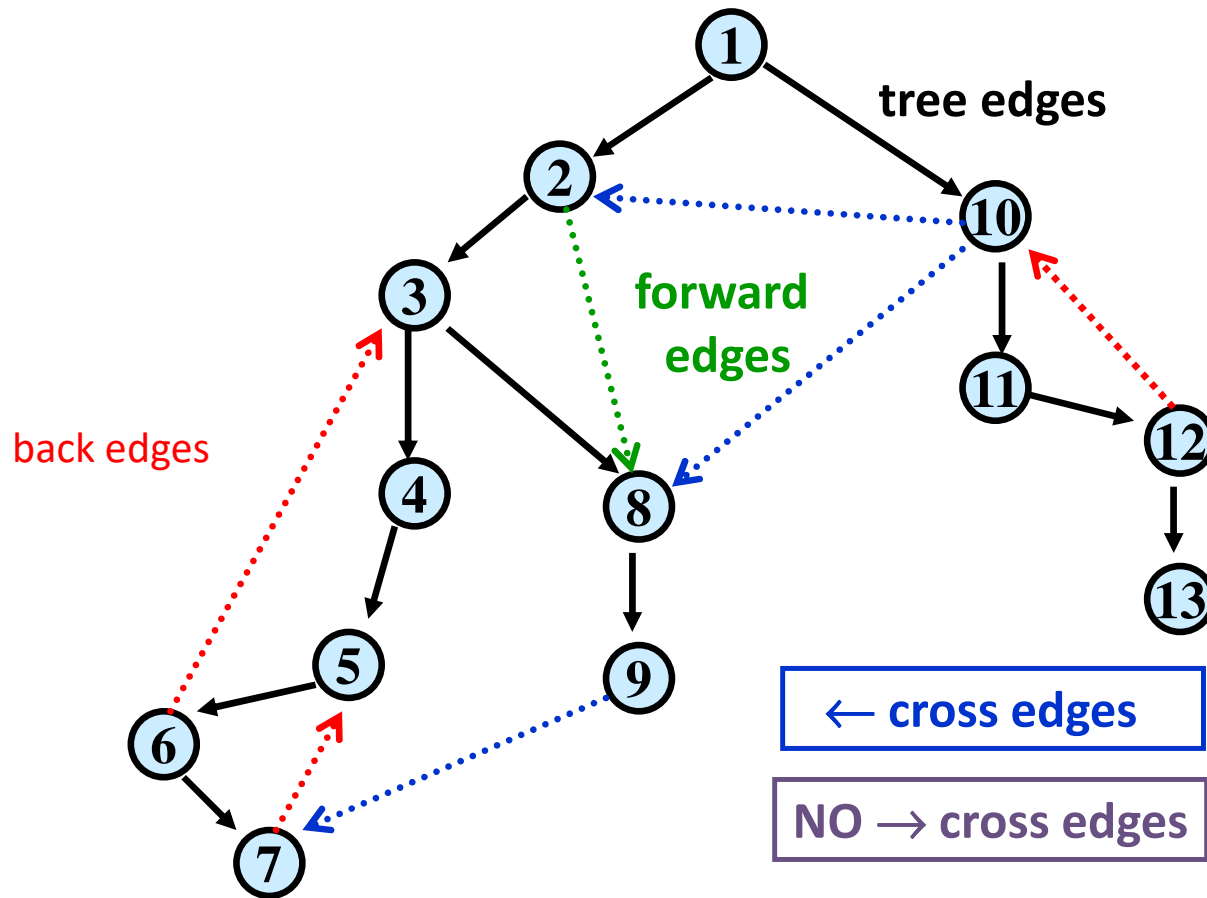 1
tree edges
2
10
3
forward
edges
11
back edges
12
4
8
13
5
9
← cross edges
6
NO → cross edges
7